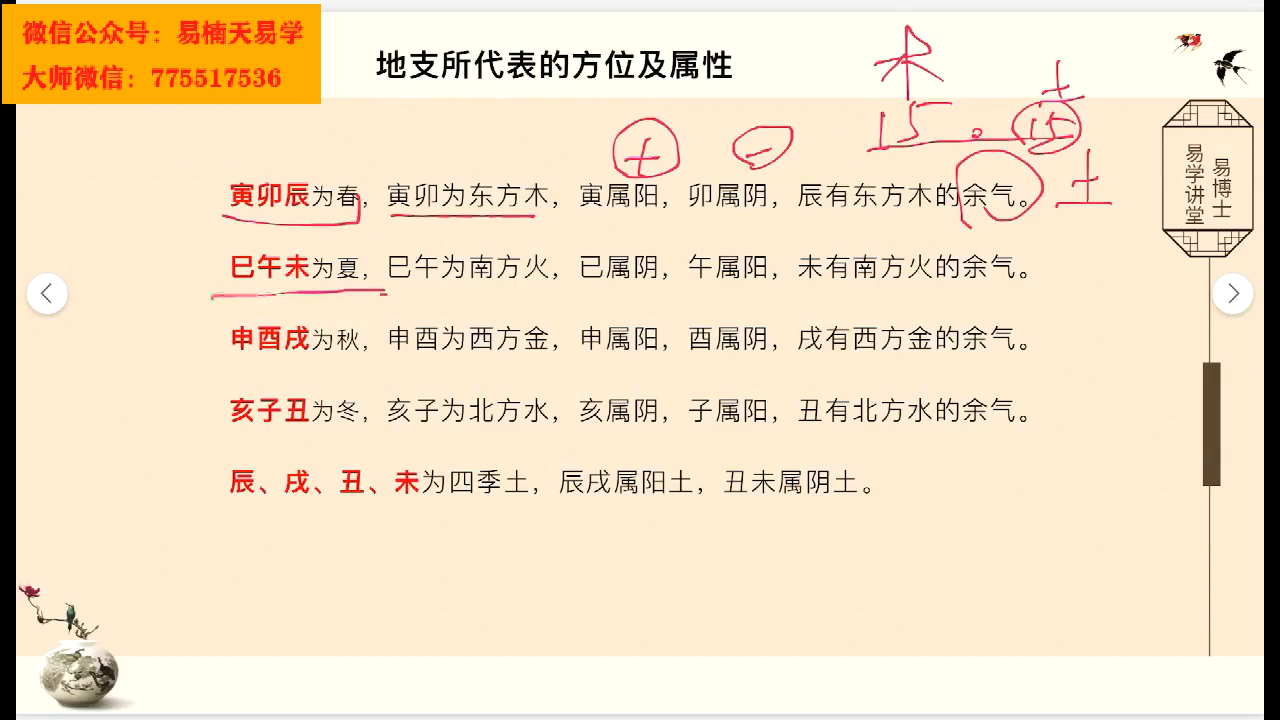 微信公众号：易楠天易学
大师微信：775517536
地支所代表的方位及属性
木
15 。 15
土
+
-
土
易博士
易学讲堂
寅卯辰为春，寅卯为东方木，寅属阳，卯属阴，辰有东方木的余气。
巳午未为夏，巳午为南方火，已属阴，午属阳，未有南方火的余气。
申酉戌为秋，申酉为西方金，申属阳，酉属阴，戌有西方金的余气。
亥子丑为冬，亥子为北方水，亥属阴，子属阳，丑有北方水的余气。
辰、戌、丑、未为四季土，辰戌属阳土，丑未属阴土。